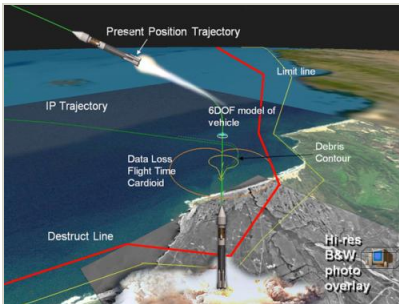 Present Position Trajectory
Limit line
IP Trajectory
6DOF model of
vehicle
Debris
Contour
Data Loss
Flight Time
Cardioid
Destruct Line
Hi-res
B&W
photo
overlay